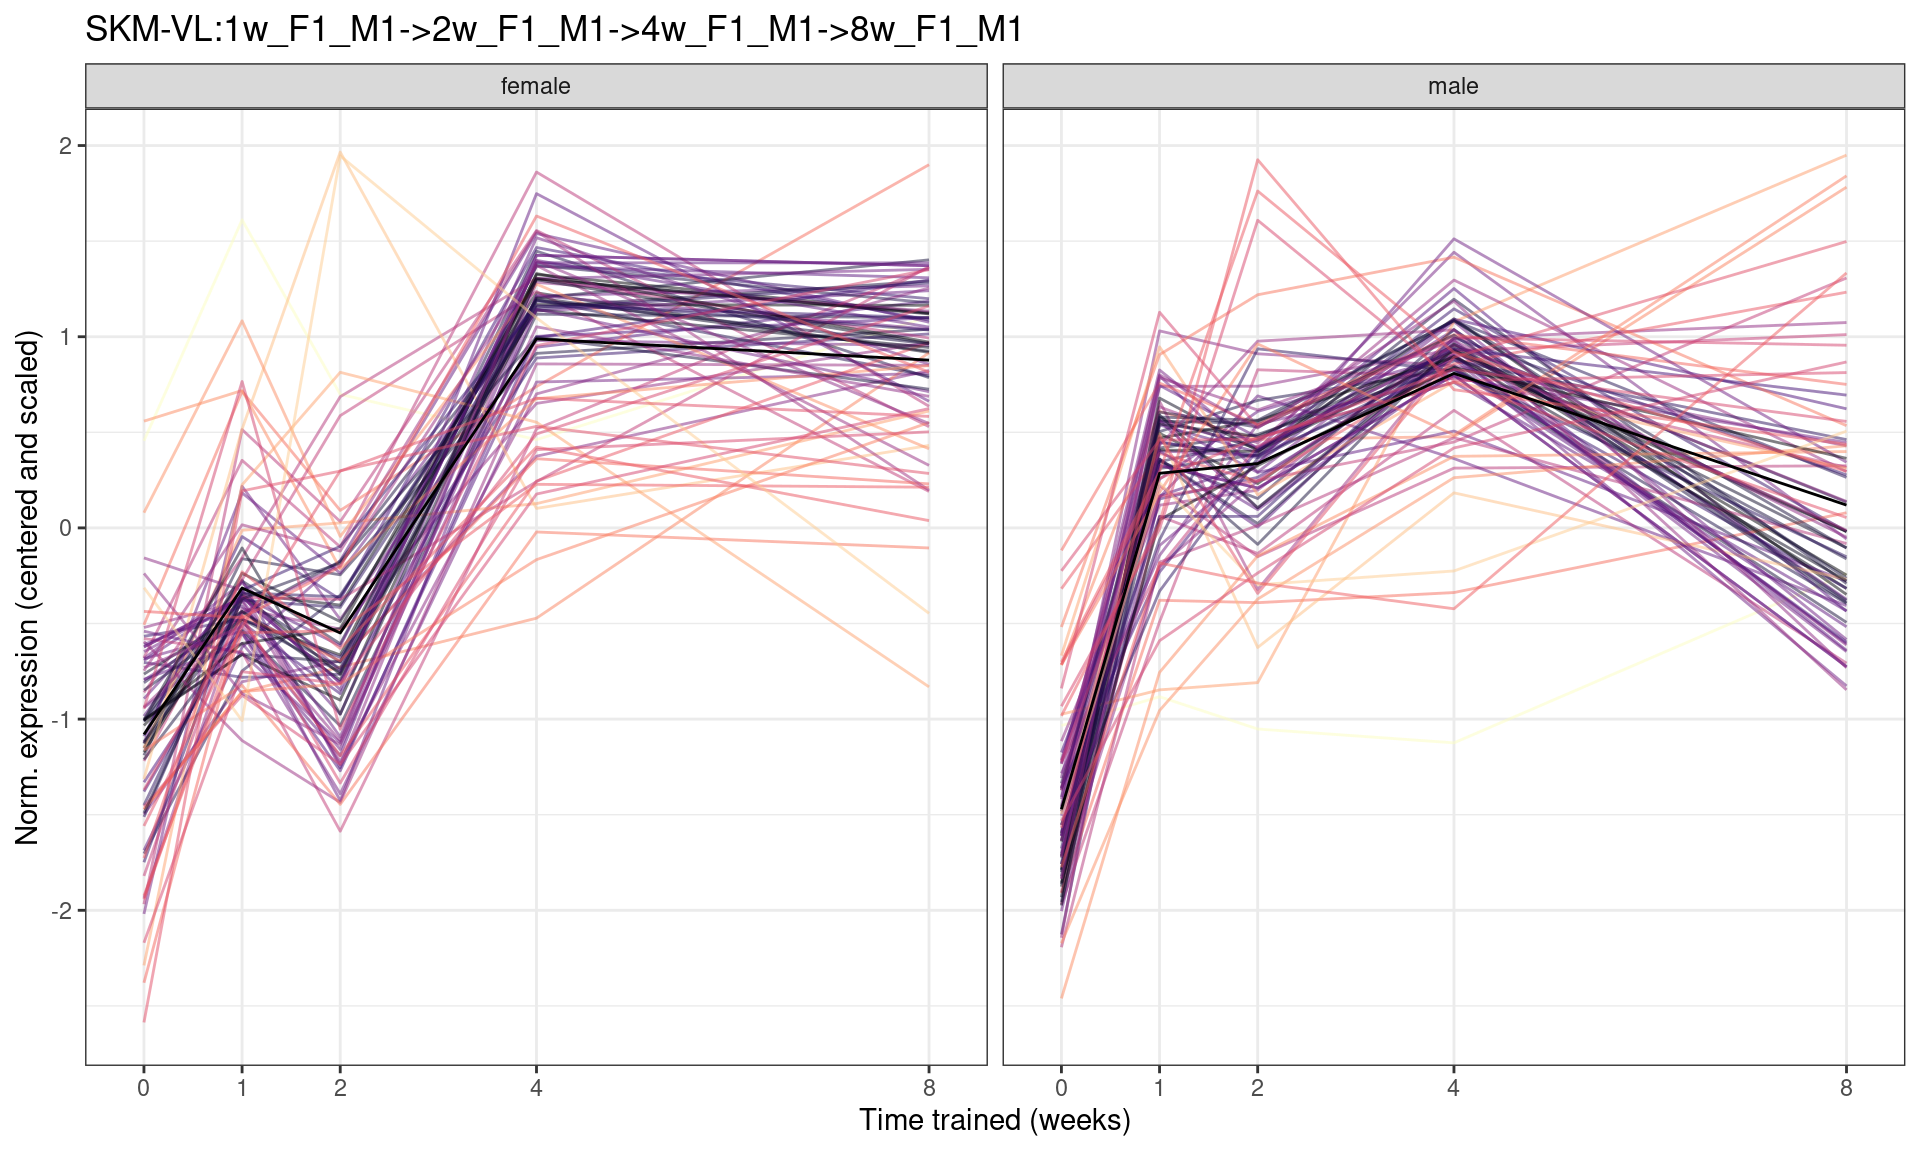 SKM-VL:1w_F1_M1->2w_F1_M1->4w_F1_M1->8w_F1_M1
female
male
Norm. expression (centered and scaled)
2
1
0
-1
-2
0 1 2 4 8
0 1 2 4 8
Time trained (weeks)